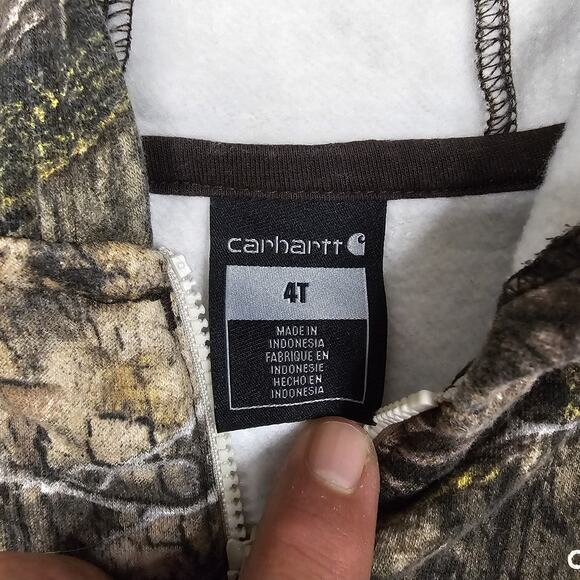 carhartt
4T
MADE IN
INDONESIA
FABRIQUE EN
INDONESIE
HECHO EN
INDONESIA